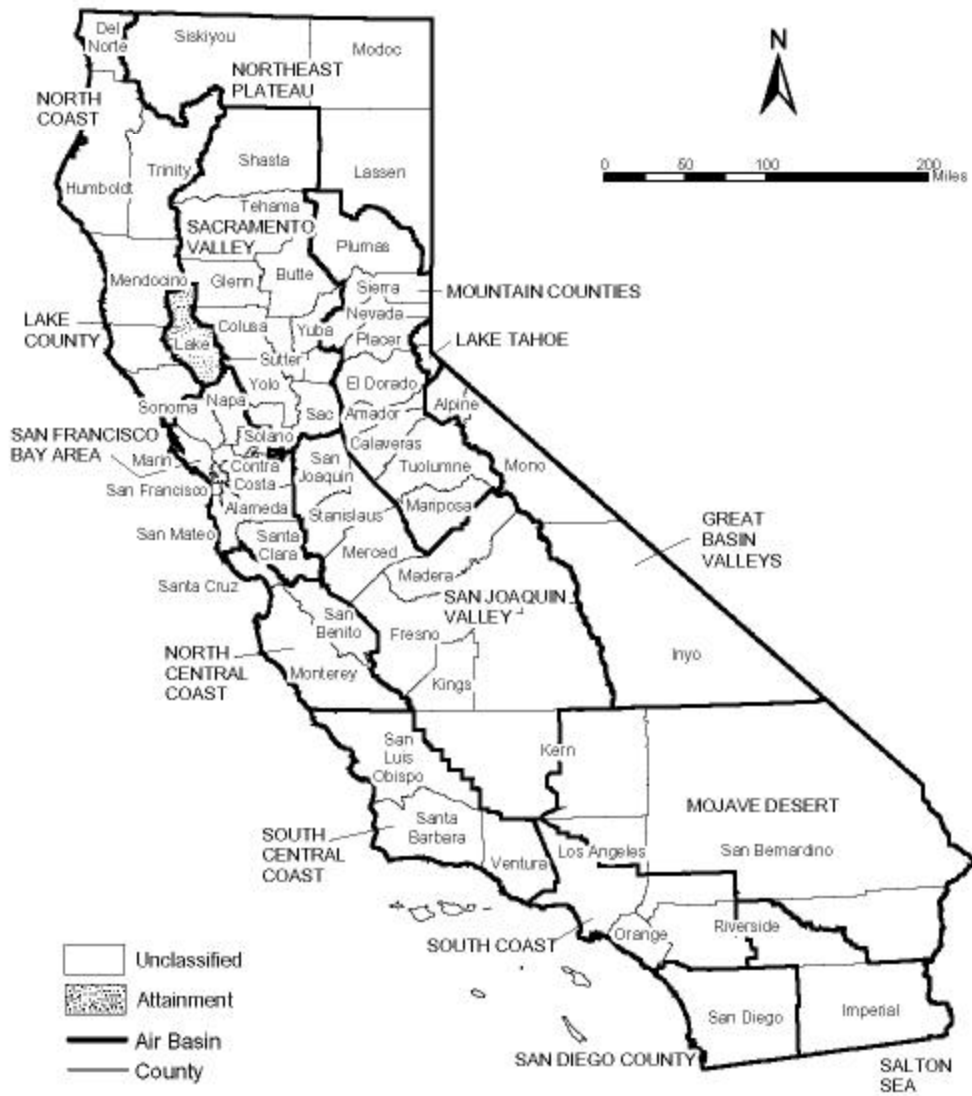 Del
Norte
Siskiyou
Modoc
N
NORTHEAST
PLATEAU
NORTH
COAST
0 50 100 200
Miles
Shasta
Trinity
Lassen
Humboldt
Tehama
SACRAMENTO
VALLEY
Plumas
Mendocino
Glenn
Butte
Sierra
MOUNTAIN COUNTIES
LAKE
COUNTY
Colusa
Yuba
Nevada
Placer
LAKE TAHOE
Lake
Sutter
Yolo
El Dorado
Napa
Sonoma
Sac
Amador
Alpine
SAN FRANCISCO
BAY AREA
Solano
Calaveras
Marin
Contra
Costa
San
Joaquin
Tuolumne
Mono
San Francisco
Alameda
Stanislaus
Mariposa
GREAT
BASIN
VALLEYS
San Mateo
Santa
Clara
Merced
Madera
Santa Cruz
SAN JOAQUIN
VALLEY
San
Benito
Fresno
NORTH
CENTRAL
COAST
Monterey
Kings
Inyo
San
Luis
Obispo
Kern
MOJAVE DESERT
SOUTH
CENTRAL
COAST
Santa
Barbara
Ventura
Los Angeles
San Bernardino
SOUTH COAST
Orange
Riverside
Unclassified
Attainment
Air Basin
County
San Diego
Imperial
SAN DIEGO COUNTY
SALTON
SEA